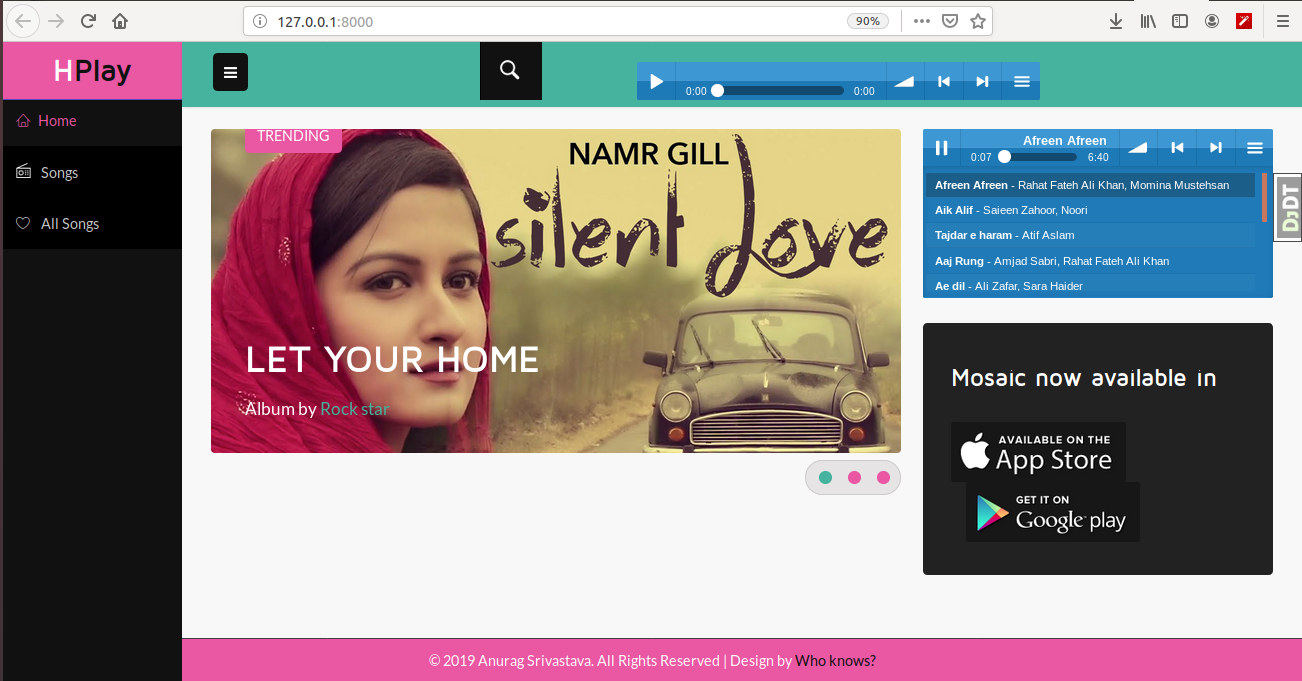 127.0.0.1:8000
90%
HPlay
Home
Songs
All Songs
0:00
0:00
TRENDING
NAMR GILL
silent Love
LET YOUR HOME
Album by Rock star
Afreen Afreen
0:07
6:40
Afreen Afreen - Rahat Fateh Ali Khan, Momina Mustehsan
Aik Alif - Saieen Zahoor, Noori
Tajdar e haram - Atif Aslam
Aaj Rung - Amjad Sabri, Rahat Fateh Ali Khan
Ae dil - Ali Zafar, Sara Haider
DjDT
Mosaic now available in
AVAILABLE ON THE
App Store
GET IT ON
Google play
© 2019 Anurag Srivastava. All Rights Reserved | Design by Who knows?